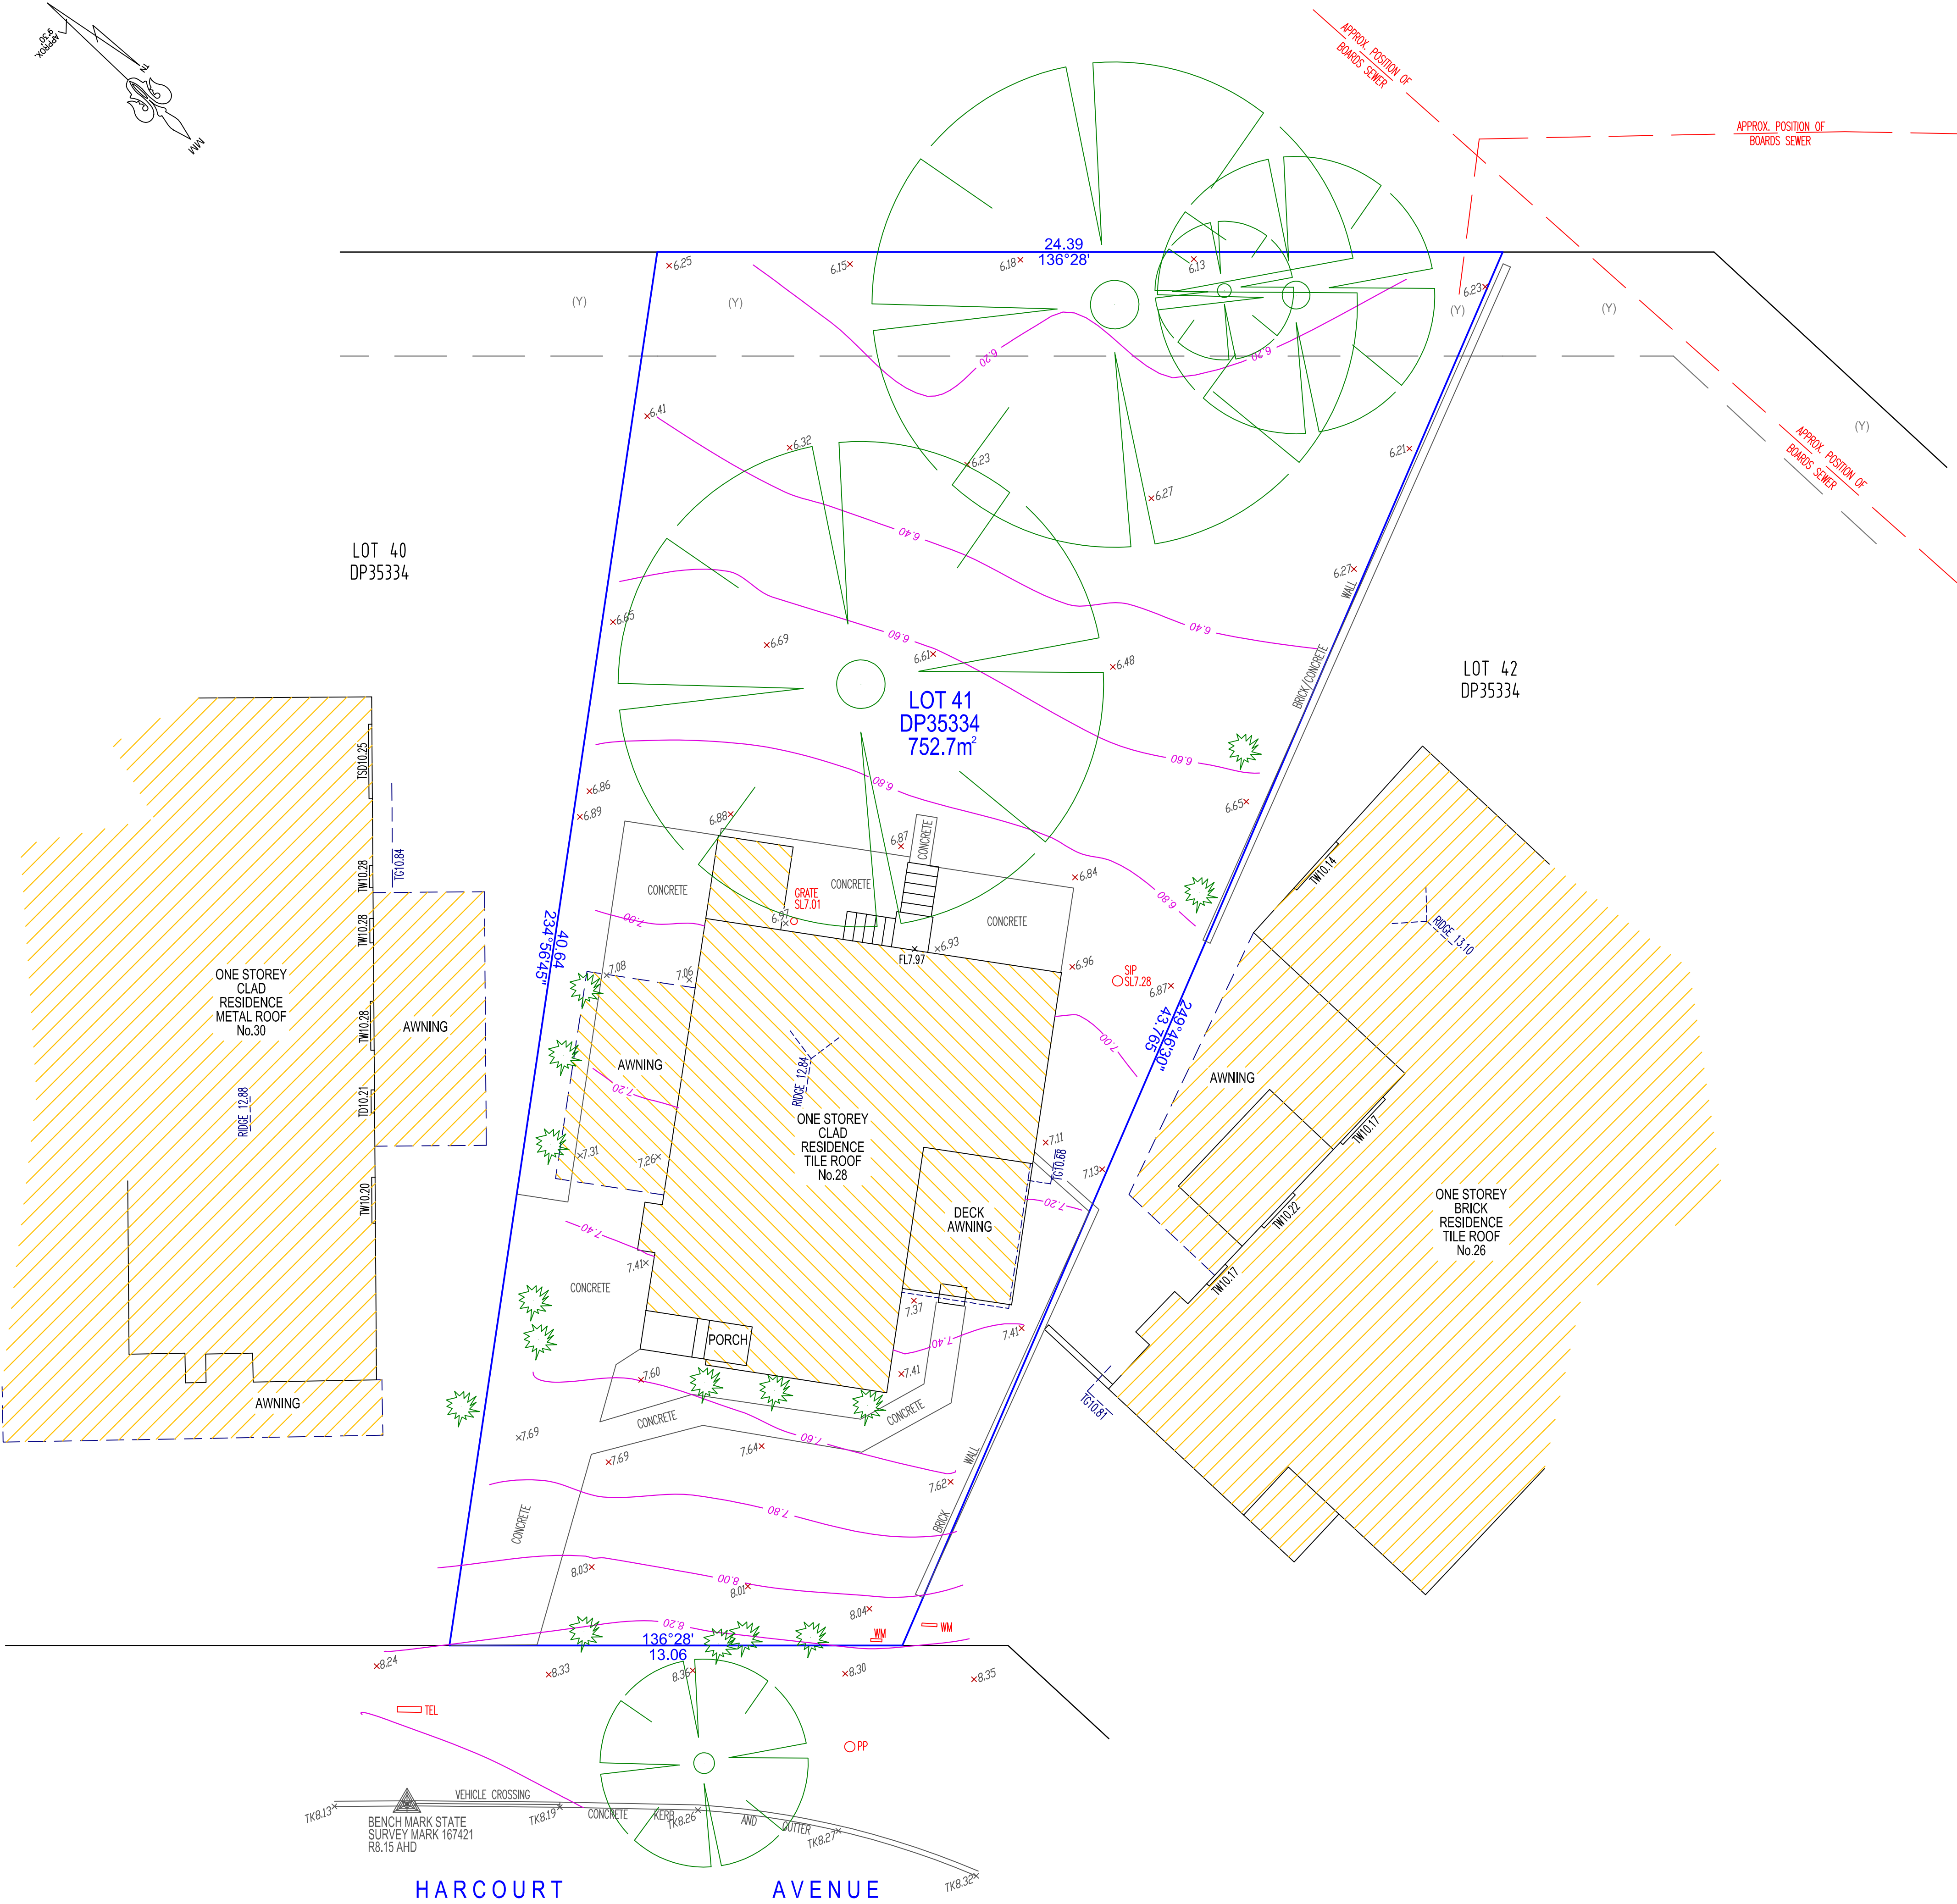 APPROX.
9°30'
TN
MM
APPROX. POSITION OF
BOARDS SEWER
APPROX. POSITION OF
BOARDS SEWER
24.39
136°28'
6.25
6.15
6.18
6.13
6.23
(Y)
(Y)
(Y)
(Y)
(Y)
6.20
6.20
6.41
6.32
6.23
6.27
6.21
APPROX. POSITION OF
BOARDS SEWER
LOT 40
DP35334
6.40
6.40
6.27
WALL
BRICK/CONCRETE
6.65
6.69
6.60
6.61
6.48
LOT 42
DP35334
LOT 41
DP35334
752.7m²
6.60
TSD10.25
6.86
6.89
6.80
6.88
6.87
CONCRETE
6.65
TG10.84
TW10.28
CONCRETE
CONCRETE
6.84
6.80
TW10.14
GRATE
SL7.01
6.97
CONCRETE
7.00
TW10.28
RIDGE 13.10
40.64
234°56'45"
6.93
FL7.97
6.96
SIP
SL7.28
6.87
7.08
7.06
ONE STOREY
CLAD
RESIDENCE
METAL ROOF
No.30
TW10.28
AWNING
249°46'30"
43.765
7.00
AWNING
7.20
RIDGE 12.84
AWNING
RIDGE 12.88
TD10.21
ONE STOREY
CLAD
RESIDENCE
TILE ROOF
No.28
7.11
TG10.68
7.13
TW10.17
7.31
7.26
TW10.20
7.20
DECK
AWNING
TW10.22
ONE STOREY
BRICK
RESIDENCE
TILE ROOF
No.26
7.40
7.41
CONCRETE
TW10.17
7.37
7.41
7.40
PORCH
7.60
7.41
AWNING
TG10.81
CONCRETE
CONCRETE
7.69
7.69
7.64
7.60
WALL
7.62
BRICK
CONCRETE
7.80
8.03
8.00
8.01
8.04
8.20
WM
WM
136°28'
13.06
8.24
8.33
8.36
8.30
8.35
TEL
PP
VEHICLE CROSSING
TK8.13
BENCH MARK STATE
SURVEY MARK 167421
R8.15 AHD
TK8.19
CONCRETE KERB AND GUTTER
TK8.26
TK8.27
TK8.32
HARCOURT AVENUE